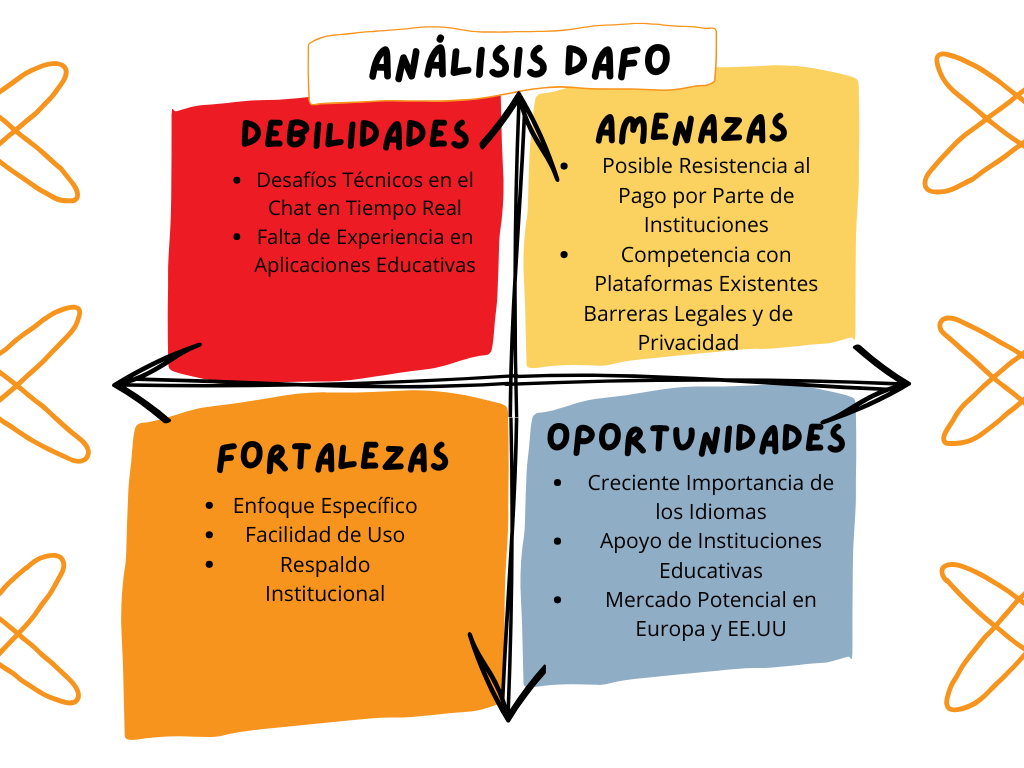 ANÁLISIS DAFO
DEBILIDADES
• Desafíos Técnicos en el
Chat en Tiempo Real
• Falta de Experiencia en
Aplicaciones Educativas
AMENAZAS
• Posible Resistencia al
Pago por Parte de
Instituciones
• Competencia con
Plataformas Existentes
Barreras Legales y de
Privacidad
FORTALEZAS
• Enfoque Específico
• Facilidad de Uso
• Respaldo
Institucional
OPORTUNIDADES
• Creciente Importancia de
los Idiomas
• Apoyo de Instituciones
Educativas
• Mercado Potencial en
Europa y EE.UU